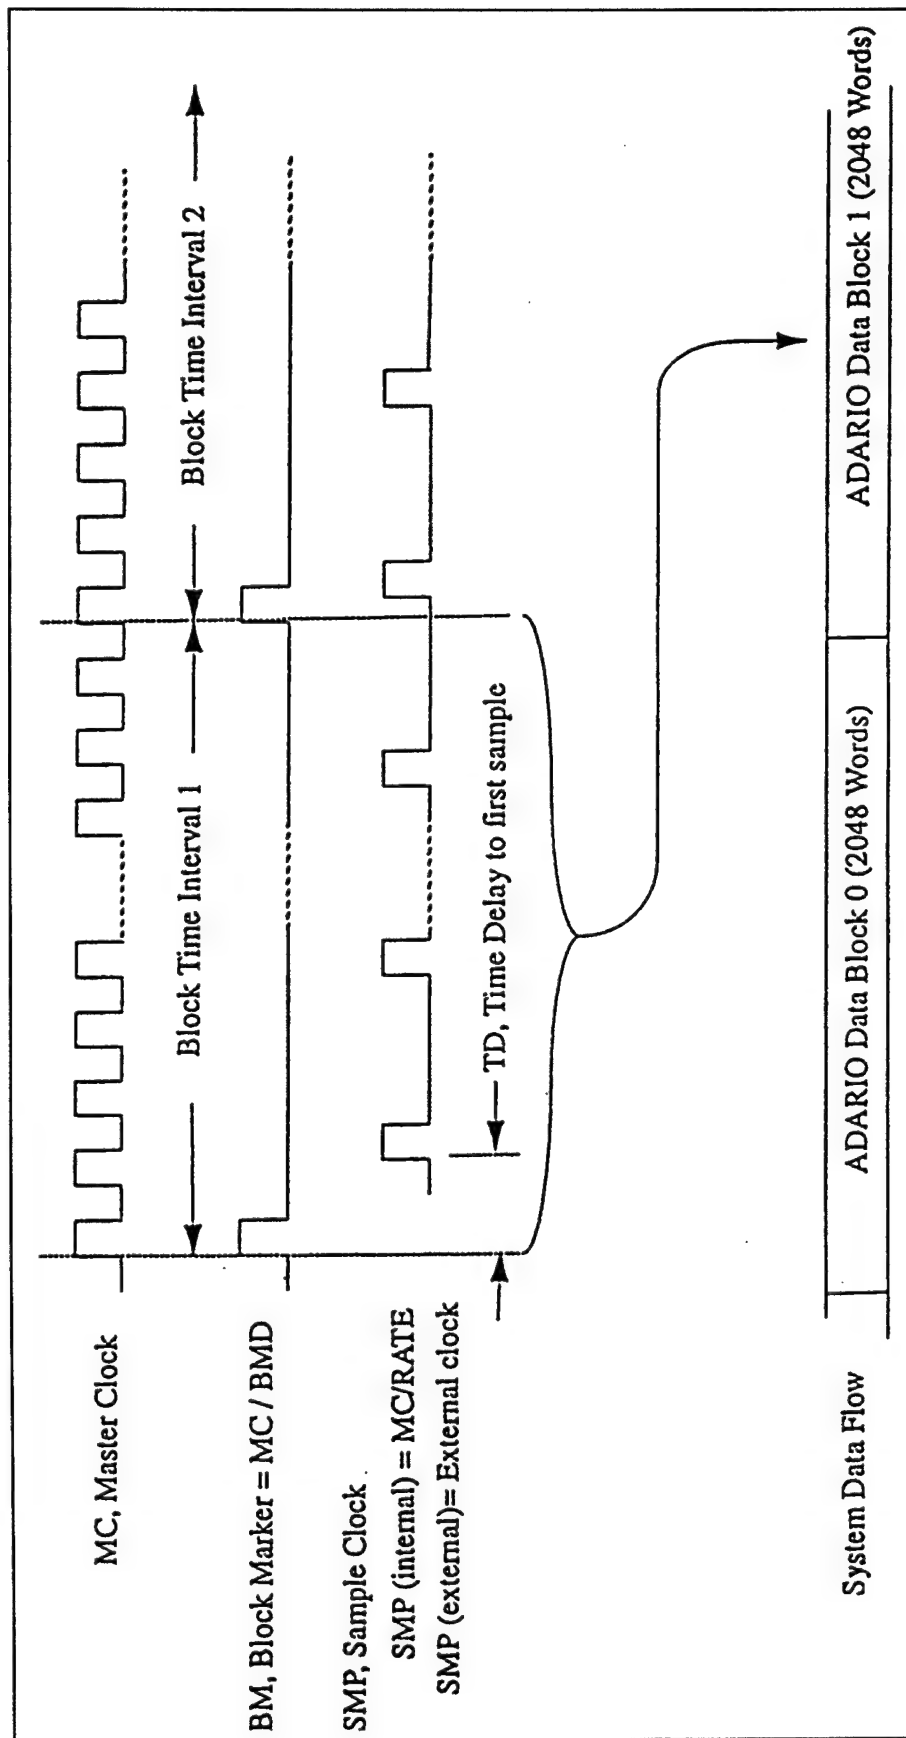 MC, Master Clock
Block Time Interval 1
Block Time Interval 2
BM, Block Marker = MC / BMD
SMP, Sample Clock
SMP (internal) = MC/RATE
SMP (external)= External clock
TD, Time Delay to first sample
System Data Flow
ADARIO Data Block 0 (2048 Words)
ADARIO Data Block 1 (2048 Words)